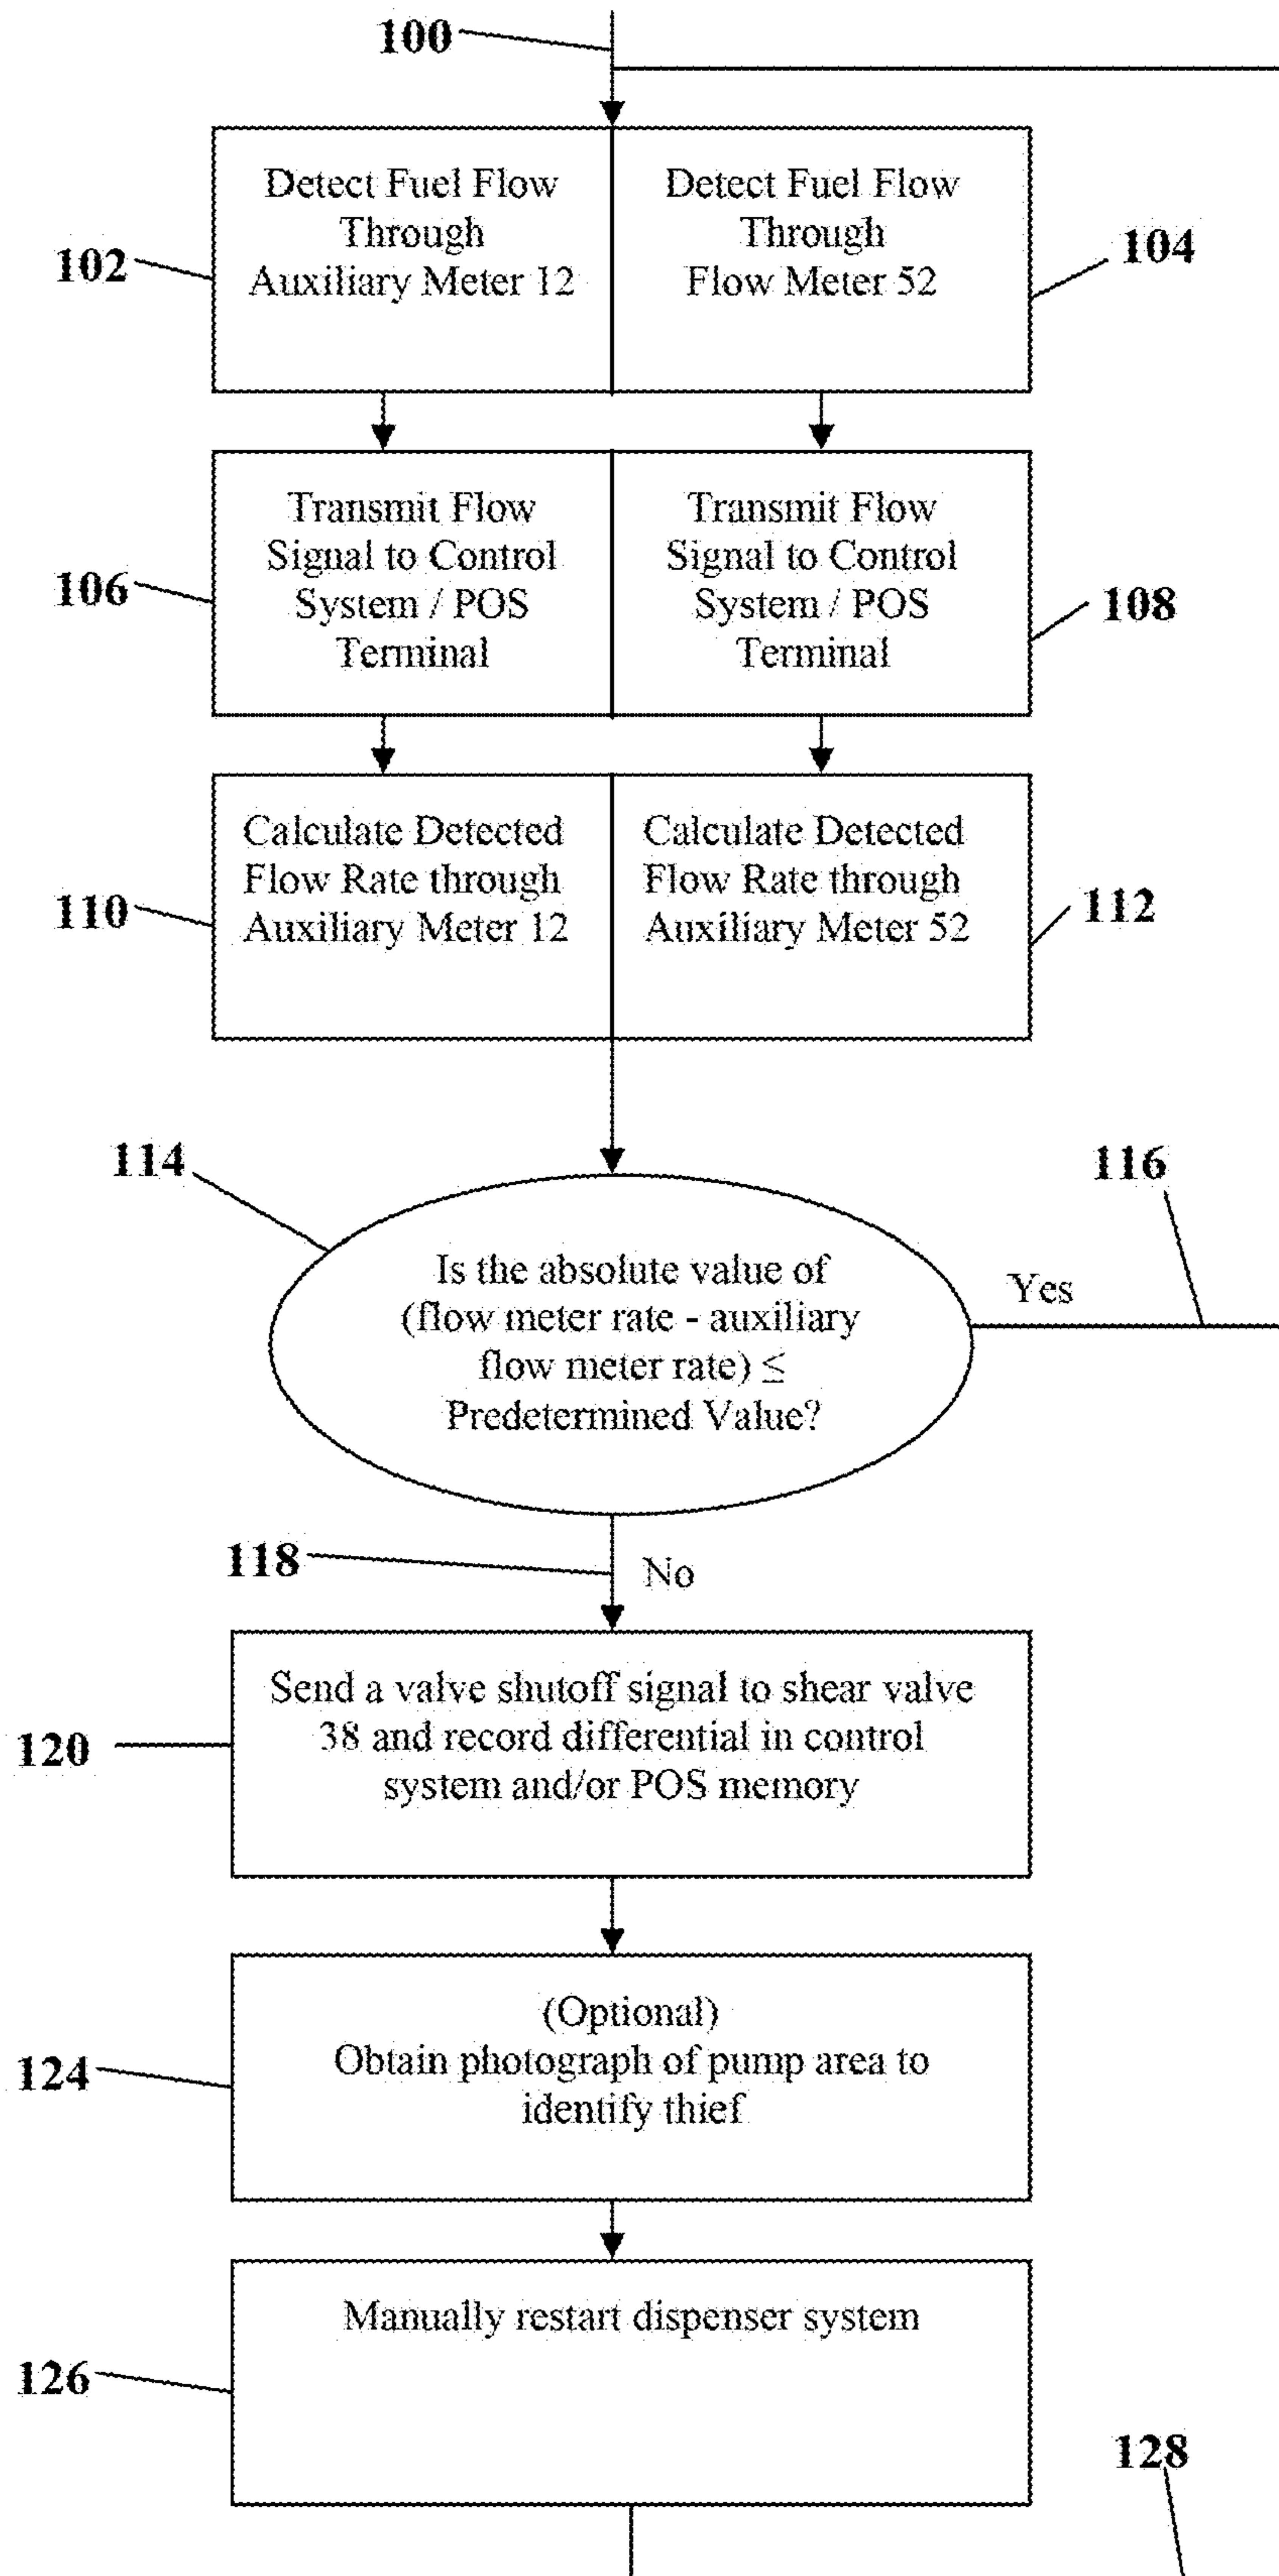 100
Detect Fuel Flow
Through
Auxiliary Meter 12
Detect Fuel Flow
Through
Flow Meter 52
102
104
Transmit Flow
Signal to Control
System / POS
Terminal
Transmit Flow
Signal to Control
System / POS
Terminal
106
108
Calculate Detected
Flow Rate through
Auxiliary Meter 12
Calculate Detected
Flow Rate through
Auxiliary Meter 52
110
112
114
116
Is the absolute value of
(flow meter rate - auxiliary
flow meter rate) ≤
Predetermined Value?
Yes
118
No
Send a valve shutoff signal to shear valve
38 and record differential in control
system and/or POS memory
120
(Optional)
Obtain photograph of pump area to
identify thief
124
Manually restart dispenser system
126
128